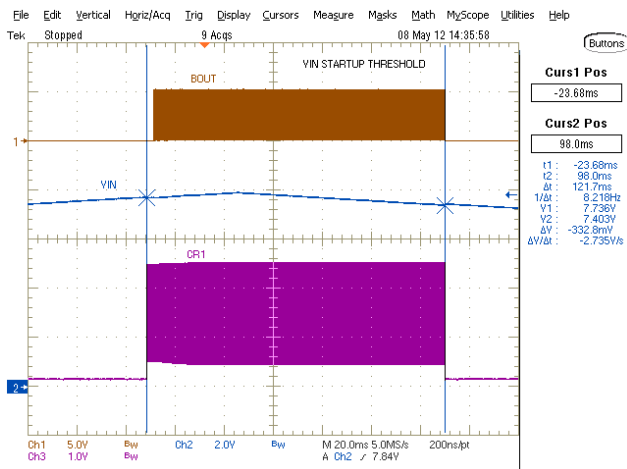 File Edit Vertical Horiz/Acq Trig Display Cursors Measure Masks Math MyScope Utilities Help
Tek Stopped 9 Acqs 08 May 12 14:35:58
Buttons
VIN STARTUP THRESHOLD
BOUT
Curs1 Pos
-23.68ms
Curs2 Pos
98.0ms
1
VIN
t1 : -23.68ms
t2 : 98.0ms
Δt : 121.7ms
1/Δt : 8.218Hz
V1 : 7.736V
V2 : 7.403V
ΔV : -332.8mV
ΔV/Δt : -2.735V/s
CR1
2
Ch1 5.0V Bw Ch2 2.0V Bw M 20.0ms 5.0MS/s 200ns/pt
Ch3 1.0V Bw A Ch2 7.84V